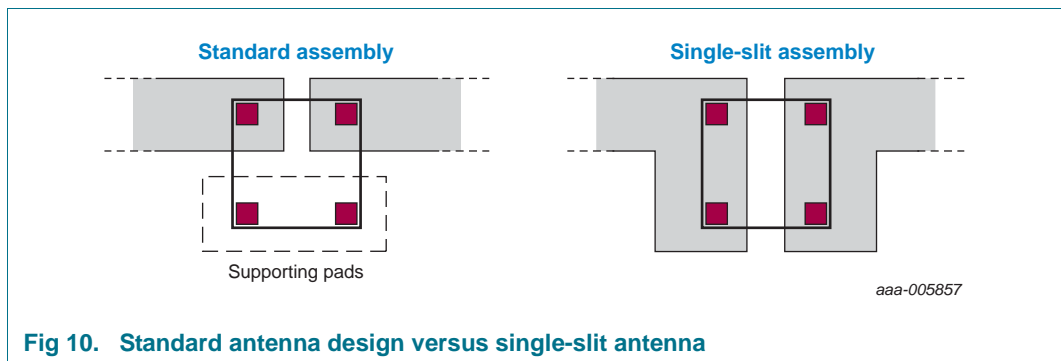 Standard assembly
Single-slit assembly
Supporting pads
aaa-005857
Fig 10. Standard antenna design versus single-slit antenna